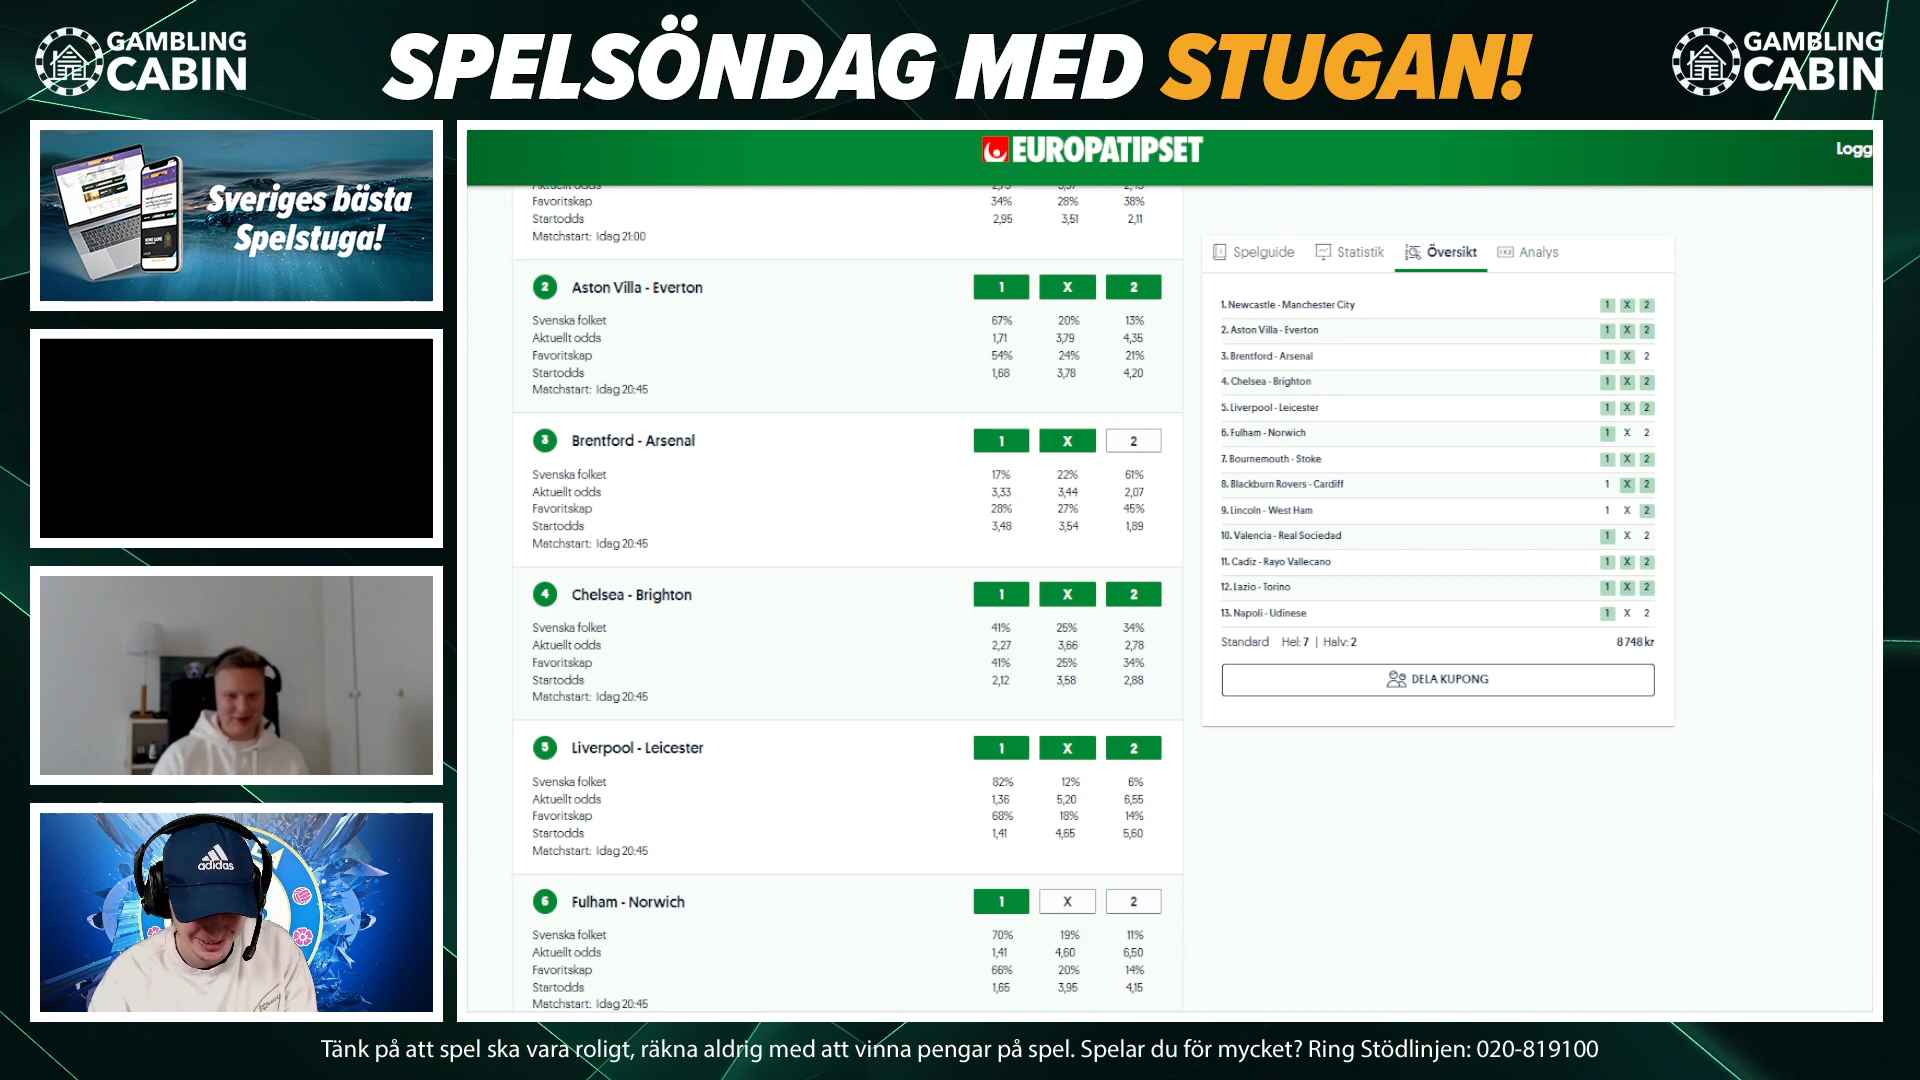 GAMBLING
CABIN
SPELSÖNDAG MED STUGAN!
GAMBLING
CABIN
Sveriges bästa
Spelstuga!
adidas
EUROPATIPSET
Logg
Favoritskap 34% 28% 38%
Startodds 2,95 3,51 2,11
Matchstart: Idag 21:00
2 Aston Villa - Everton 1 X 2
Svenska folket 67% 20% 13%
Aktuellt odds 1,71 3,79 4,35
Favoritskap 54% 24% 21%
Startodds 1,68 3,78 4,20
Matchstart: Idag 20:45
3 Brentford - Arsenal 1 X 2
Svenska folket 17% 22% 61%
Aktuellt odds 3,33 3,44 2,07
Favoritskap 28% 27% 45%
Startodds 3,48 3,54 1,89
Matchstart: Idag 20:45
4 Chelsea - Brighton 1 X 2
Svenska folket 41% 25% 34%
Aktuellt odds 2,27 3,66 2,78
Favoritskap 41% 25% 34%
Startodds 2,12 3,58 2,88
Matchstart: Idag 20:45
5 Liverpool - Leicester 1 X 2
Svenska folket 82% 12% 6%
Aktuellt odds 1,36 5,20 6,55
Favoritskap 68% 18% 14%
Startodds 1,41 4,65 5,60
Matchstart: Idag 20:45
6 Fulham - Norwich 1 X 2
Svenska folket 70% 19% 11%
Aktuellt odds 1,41 4,60 6,50
Favoritskap 66% 20% 14%
Startodds 1,65 3,95 4,15
Matchstart: Idag 20:45
Spelguide Statistik Översikt Analys
1. Newcastle - Manchester City 1 X 2
2. Aston Villa - Everton 1 X 2
3. Brentford - Arsenal 1 X 2
4. Chelsea - Brighton 1 X 2
5. Liverpool - Leicester 1 X 2
6. Fulham - Norwich 1 X 2
7. Bournemouth - Stoke 1 X 2
8. Blackburn Rovers - Cardiff 1 X 2
9. Lincoln - West Ham 1 X 2
10. Valencia - Real Sociedad 1 X 2
11. Cadiz - Rayo Vallecano 1 X 2
12. Lazio - Torino 1 X 2
13. Napoli - Udinese 1 X 2
Standard Hel: 7 | Halv: 2 8 748 kr
DELA KUPONG
Tänk på att spel ska vara roligt, räkna aldrig med att vinna pengar på spel. Spelar du för mycket? Ring Stödlinjen: 020-819100